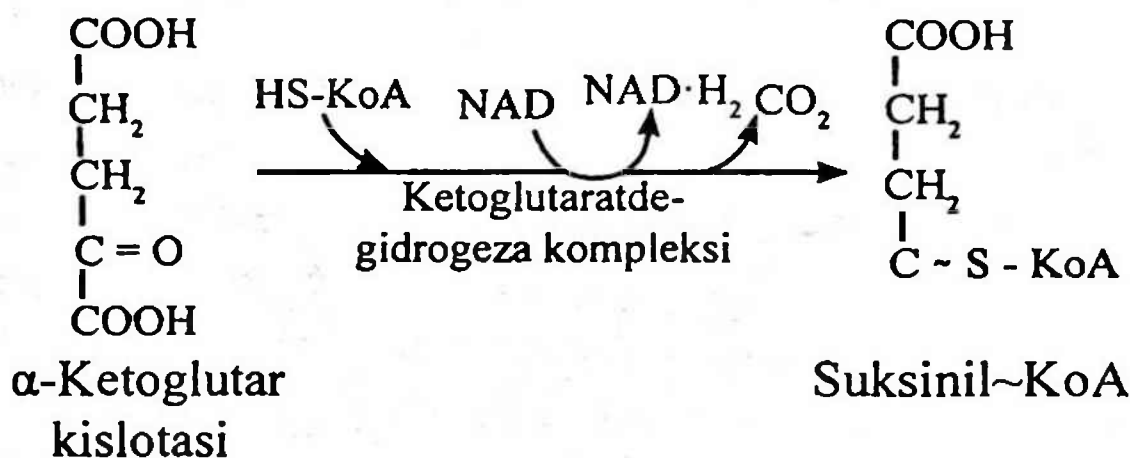 COOH
CH₂
CH₂
C = O
COOH
α-Ketoglutar
kislotasi
HS-KoA NAD NAD·H₂ CO₂
Ketoglutaratde-
gidrogeza kompleksi
COOH
CH₂
CH₂
C ~ S - KoA
Suksinil~KoA